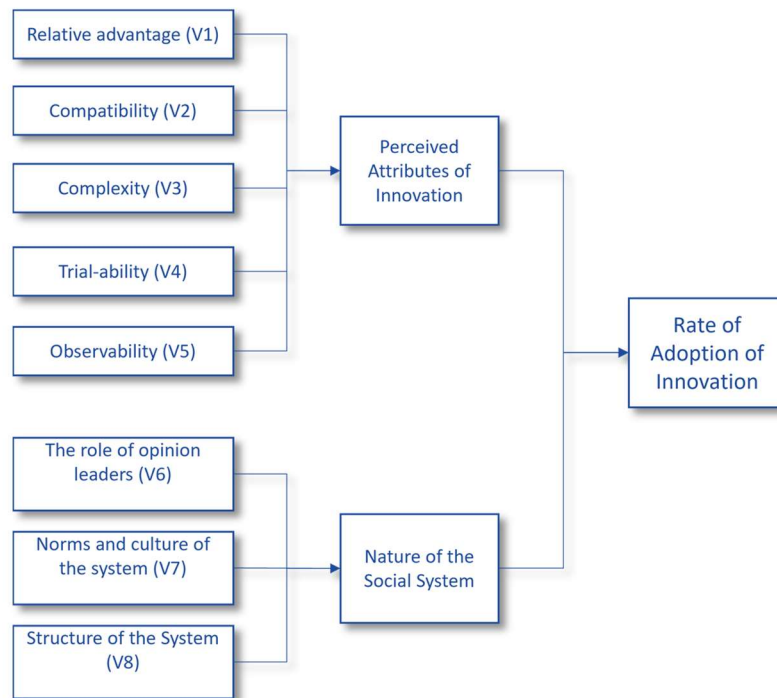 Relative advantage (V1)
Compatibility (V2)
Complexity (V3)
Trial-ability (V4)
Observability (V5)
Perceived
Attributes of
Innovation
The role of opinion
leaders (V6)
Norms and culture of
the system (V7)
Structure of the System
(V8)
Nature of the
Social System
Rate of
Adoption of
Innovation